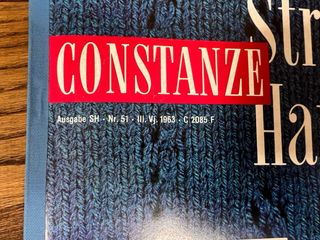 CONSTANZE
Ausgabe SH - Nr. 51 - III. Vj. 1963 - C 2085 F